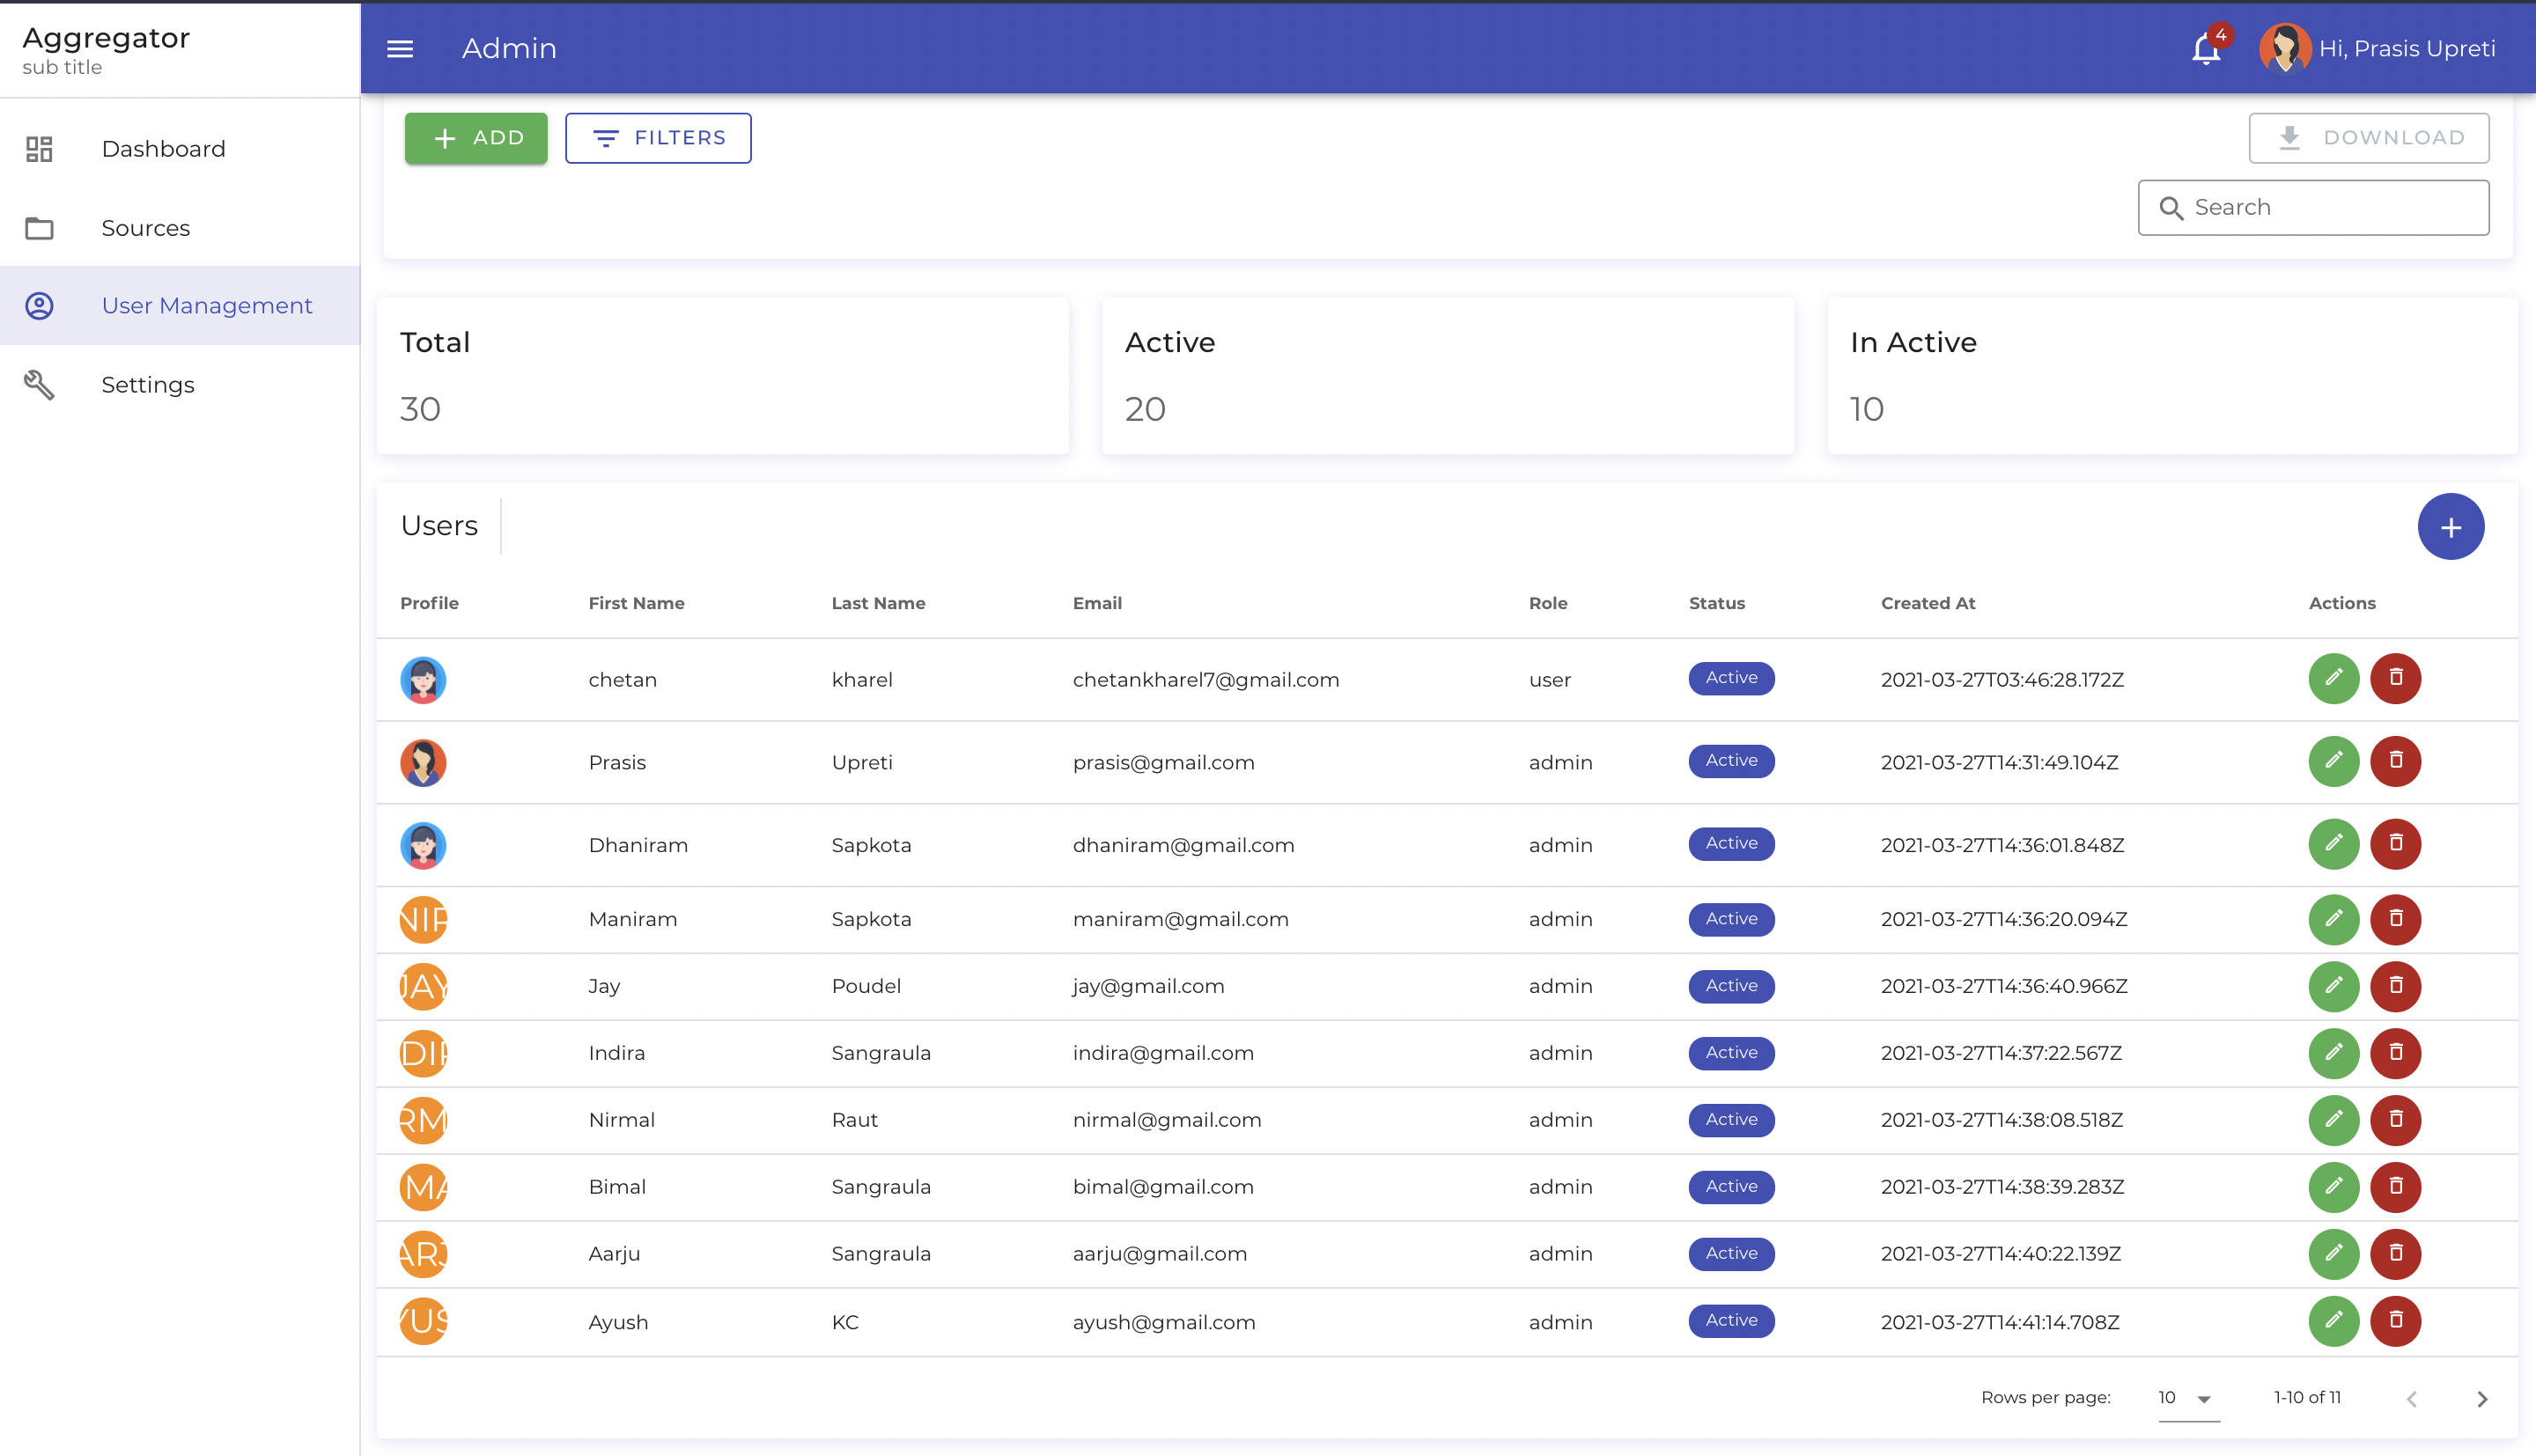 Aggregator
sub title
Dashboard
Sources
User Management
Settings
Admin
4
Hi, Prasis Upreti
ADD
FILTERS
DOWNLOAD
Search
Total
30
Active
20
In Active
10
Users
Profile First Name Last Name Email Role Status Created At Actions
chetan kharel chetankharel7@gmail.com user Active 2021-03-27T03:46:28.172Z
Prasis Upreti prasis@gmail.com admin Active 2021-03-27T14:31:49.104Z
Dhaniram Sapkota dhaniram@gmail.com admin Active 2021-03-27T14:36:01.848Z
NIR Maniram Sapkota maniram@gmail.com admin Active 2021-03-27T14:36:20.094Z
JAY Jay Poudel jay@gmail.com admin Active 2021-03-27T14:36:40.966Z
DIR Indira Sangraula indira@gmail.com admin Active 2021-03-27T14:37:22.567Z
RM Nirmal Raut nirmal@gmail.com admin Active 2021-03-27T14:38:08.518Z
MA Bimal Sangraula bimal@gmail.com admin Active 2021-03-27T14:38:39.283Z
ARJ Aarju Sangraula aarju@gmail.com admin Active 2021-03-27T14:40:22.139Z
YUS Ayush KC ayush@gmail.com admin Active 2021-03-27T14:41:14.708Z
Rows per page: 10 1-10 of 11